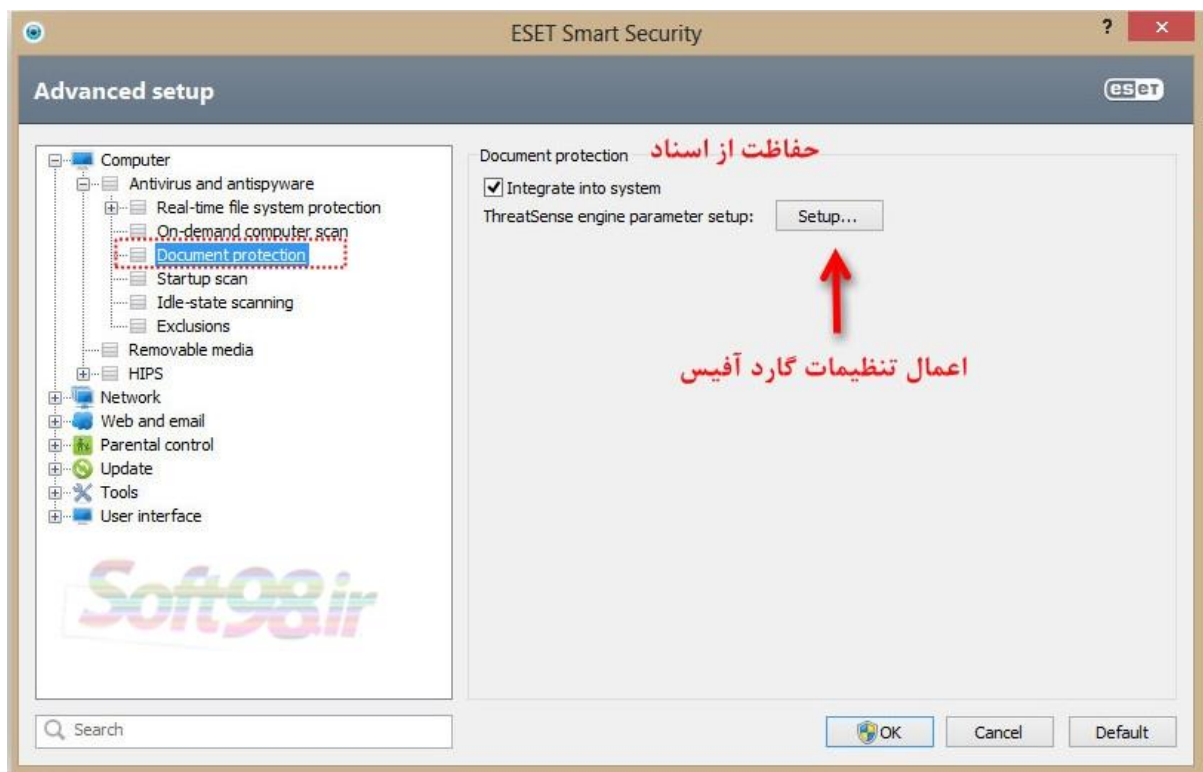 ESET Smart Security
?
×
Advanced setup
eset
Computer
Antivirus and antispyware
Real-time file system protection
On-demand computer scan
Document protection
Startup scan
Idle-state scanning
Exclusions
Removable media
HIPS
Network
Web and email
Parental control
Update
Tools
User interface
Soft98.ir
Search
Document protection حفاظت از اسناد
Integrate into system
ThreatSense engine parameter setup: Setup...
اعمال تنظیمات گارد آفیس
OK Cancel Default